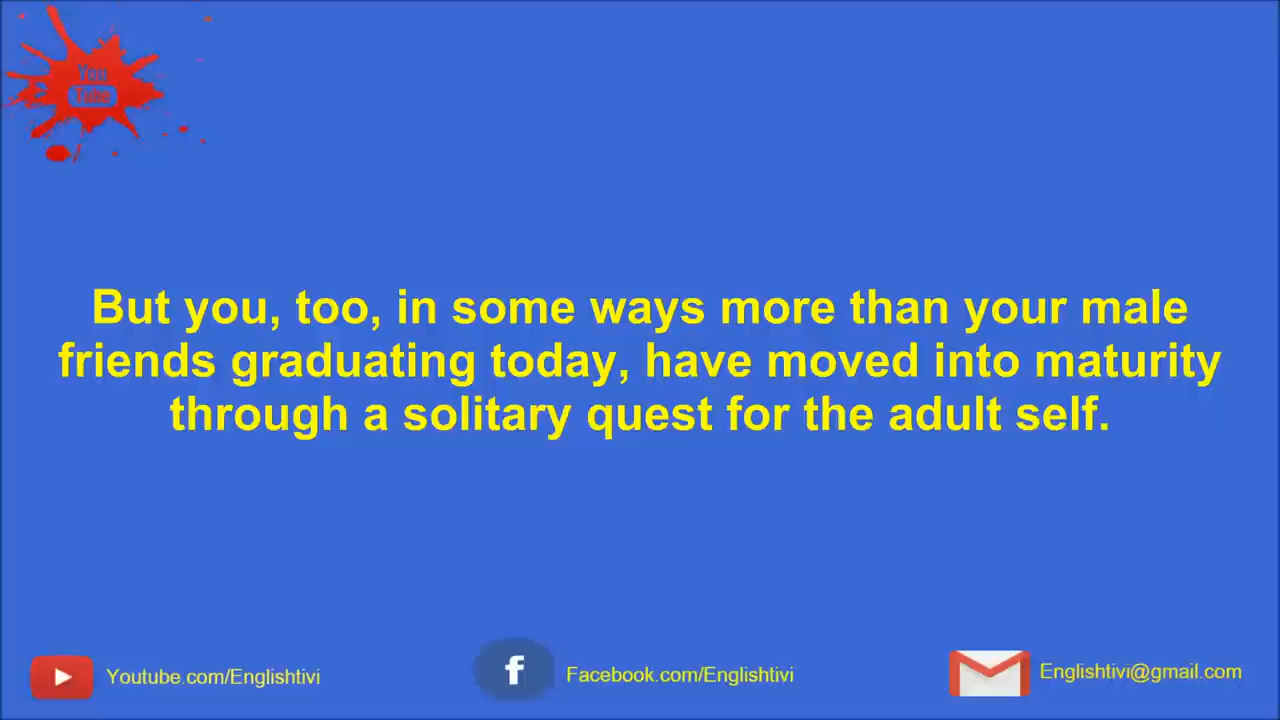 You
Tube
But you, too, in some ways more than your male
friends graduating today, have moved into maturity
through a solitary quest for the adult self.
Youtube.com/Englishtivi
f
Facebook.com/Englishtivi
Englishtivi@gmail.com